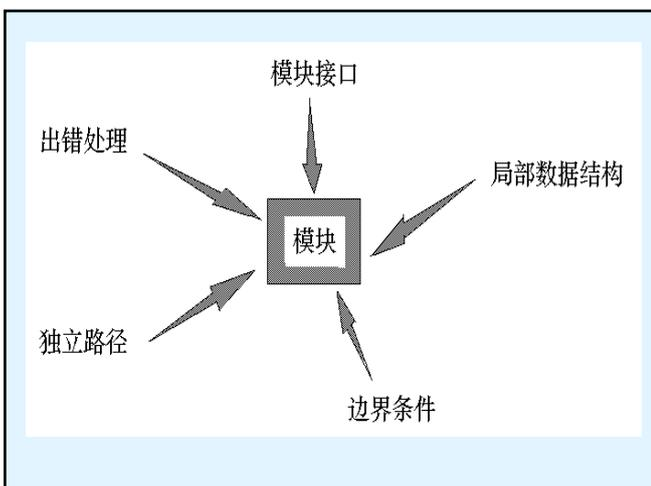 模块接口
出错处理
局部数据结构
模块
独立路径
边界条件